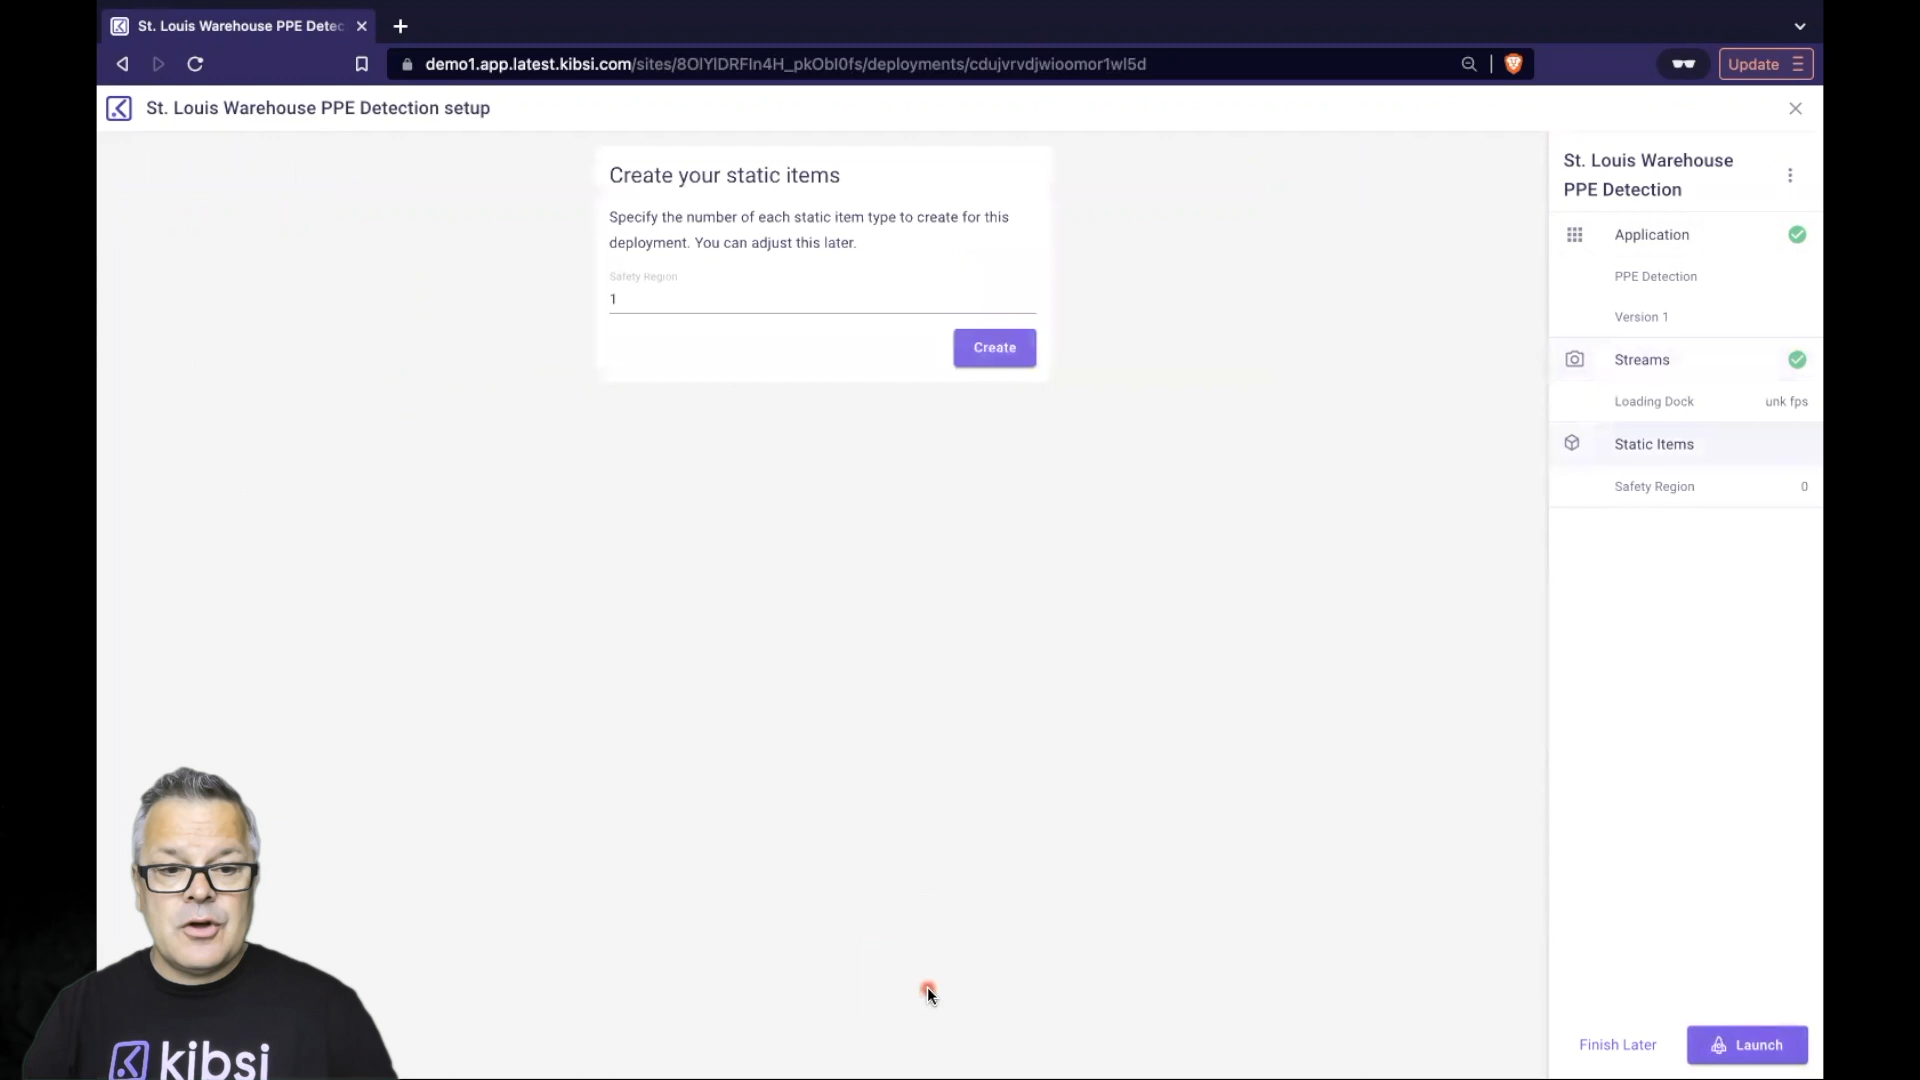 St. Louis Warehouse PPE Detec
demo1.app.latest.kibsi.com/sites/8OlYlDRFIn4H_pkObI0fs/deployments/cdujvrvdjwioomor1wl5d
Update
St. Louis Warehouse PPE Detection setup
Create your static items
Specify the number of each static item type to create for this
deployment. You can adjust this later.
Safety Region
1
Create
St. Louis Warehouse
PPE Detection
Application
PPE Detection
Version 1
Streams
Loading Dock unk fps
Static Items
Safety Region 0
Finish Later
Launch
kibsi